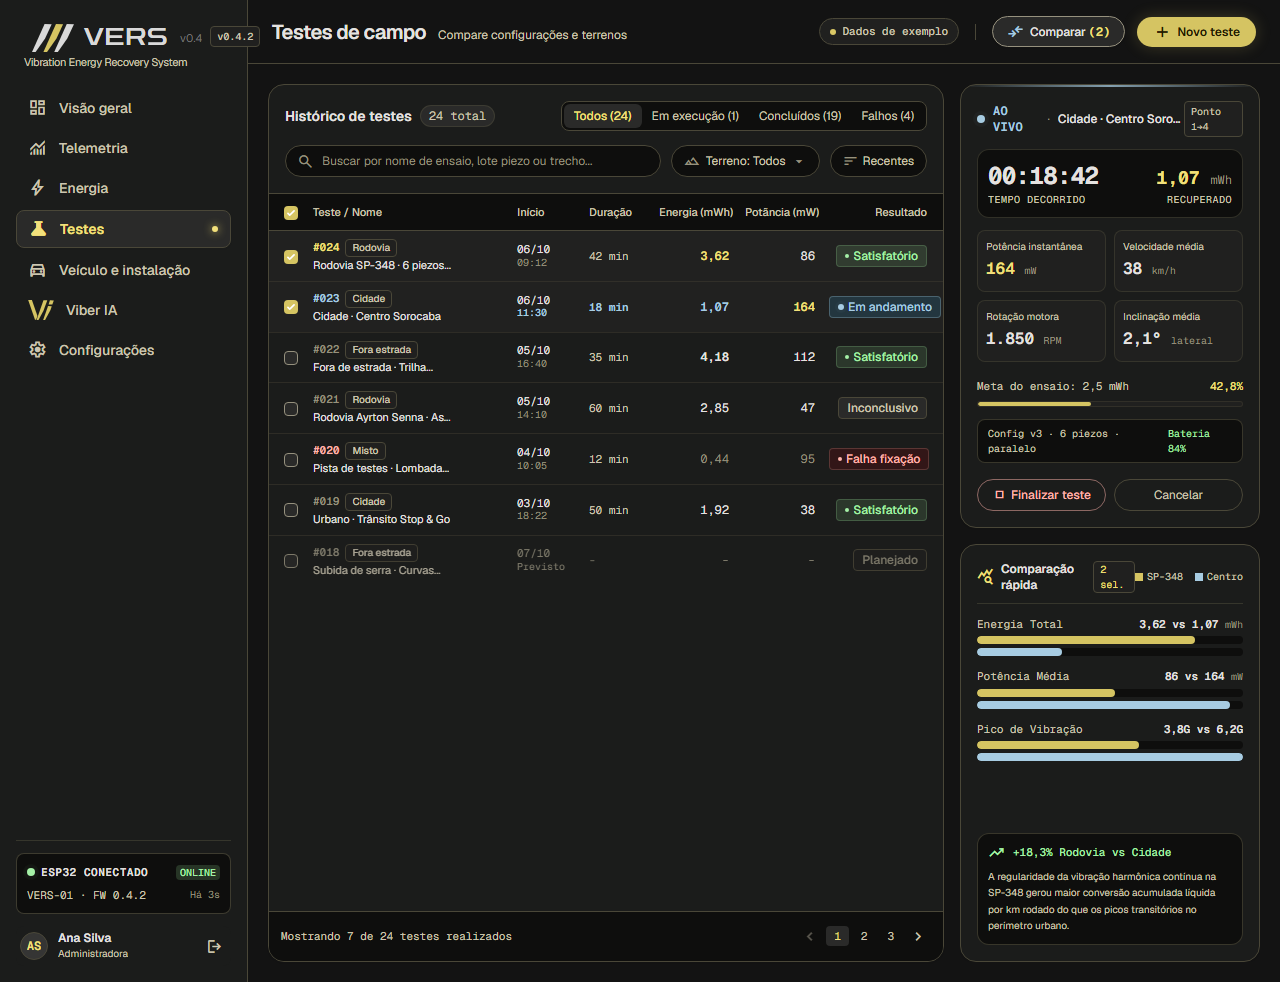 VERS v0.4 v0.4.2
Vibration Energy Recovery System
Visão geral
Telemetria
Energia
Testes
Veículo e instalação
Viber IA
Configurações
ESP32 CONECTADO ONLINE
VERS-01 · FW 0.4.2 Há 3s
AS
Ana Silva
Administradora
Testes de campo Compare configurações e terrenos
Dados de exemplo
Comparar (2)
Novo teste
Histórico de testes 24 total
Todos (24) Em execução (1) Concluídos (19) Falhos (4)
Buscar por nome de ensaio, lote piezo ou trecho...
Terreno: Todos
Recentes
Teste / Nome Início Duração Energia (mWh) Potância (mW) Resultado
#024 Rodovia
Rodovia SP-348 · 6 piezos...
06/10
09:12
42 min 3,62 86 Satisfatório
#023 Cidade
Cidade · Centro Sorocaba
06/10
11:30
18 min 1,07 164 Em andamento
#022 Fora estrada
Fora de estrada · Trilha...
05/10
16:40
35 min 4,18 112 Satisfatório
#021 Rodovia
Rodovia Ayrton Senna · As...
05/10
14:10
60 min 2,85 47 Inconclusivo
#020 Misto
Pista de testes · Lombada...
04/10
10:05
12 min 0,44 95 Falha fixação
#019 Cidade
Urbano · Trânsito Stop & Go
03/10
18:22
50 min 1,92 38 Satisfatório
#018 Fora estrada
Subida de serra · Curvas...
07/10
Previsto
– – – Planejado
Mostrando 7 de 24 testes realizados
1 2 3
AO
VIVO
· Cidade · Centro Soro...
Ponto
1→4
00:18:42
TEMPO DECORRIDO
1,07 mWh
RECUPERADO
Potência instantânea
164 mW
Velocidade média
38 km/h
Rotação motora
1.850 RPM
Inclinação média
2,1° lateral
Meta do ensaio: 2,5 mWh 42,8%
Config v3 · 6 piezos ·
paralelo
Bateria
84%
Finalizar teste
Cancelar
Comparação
rápida
2
sel.
SP-348 Centro
Energia Total 3,62 vs 1,07 mWh
Potência Média 86 vs 164 mW
Pico de Vibração 3,8G vs 6,2G
+18,3% Rodovia vs Cidade
A regularidade da vibração harmônica contínua na
SP-348 gerou maior conversão acumulada líquida
por km rodado do que os picos transitórios no
perímetro urbano.